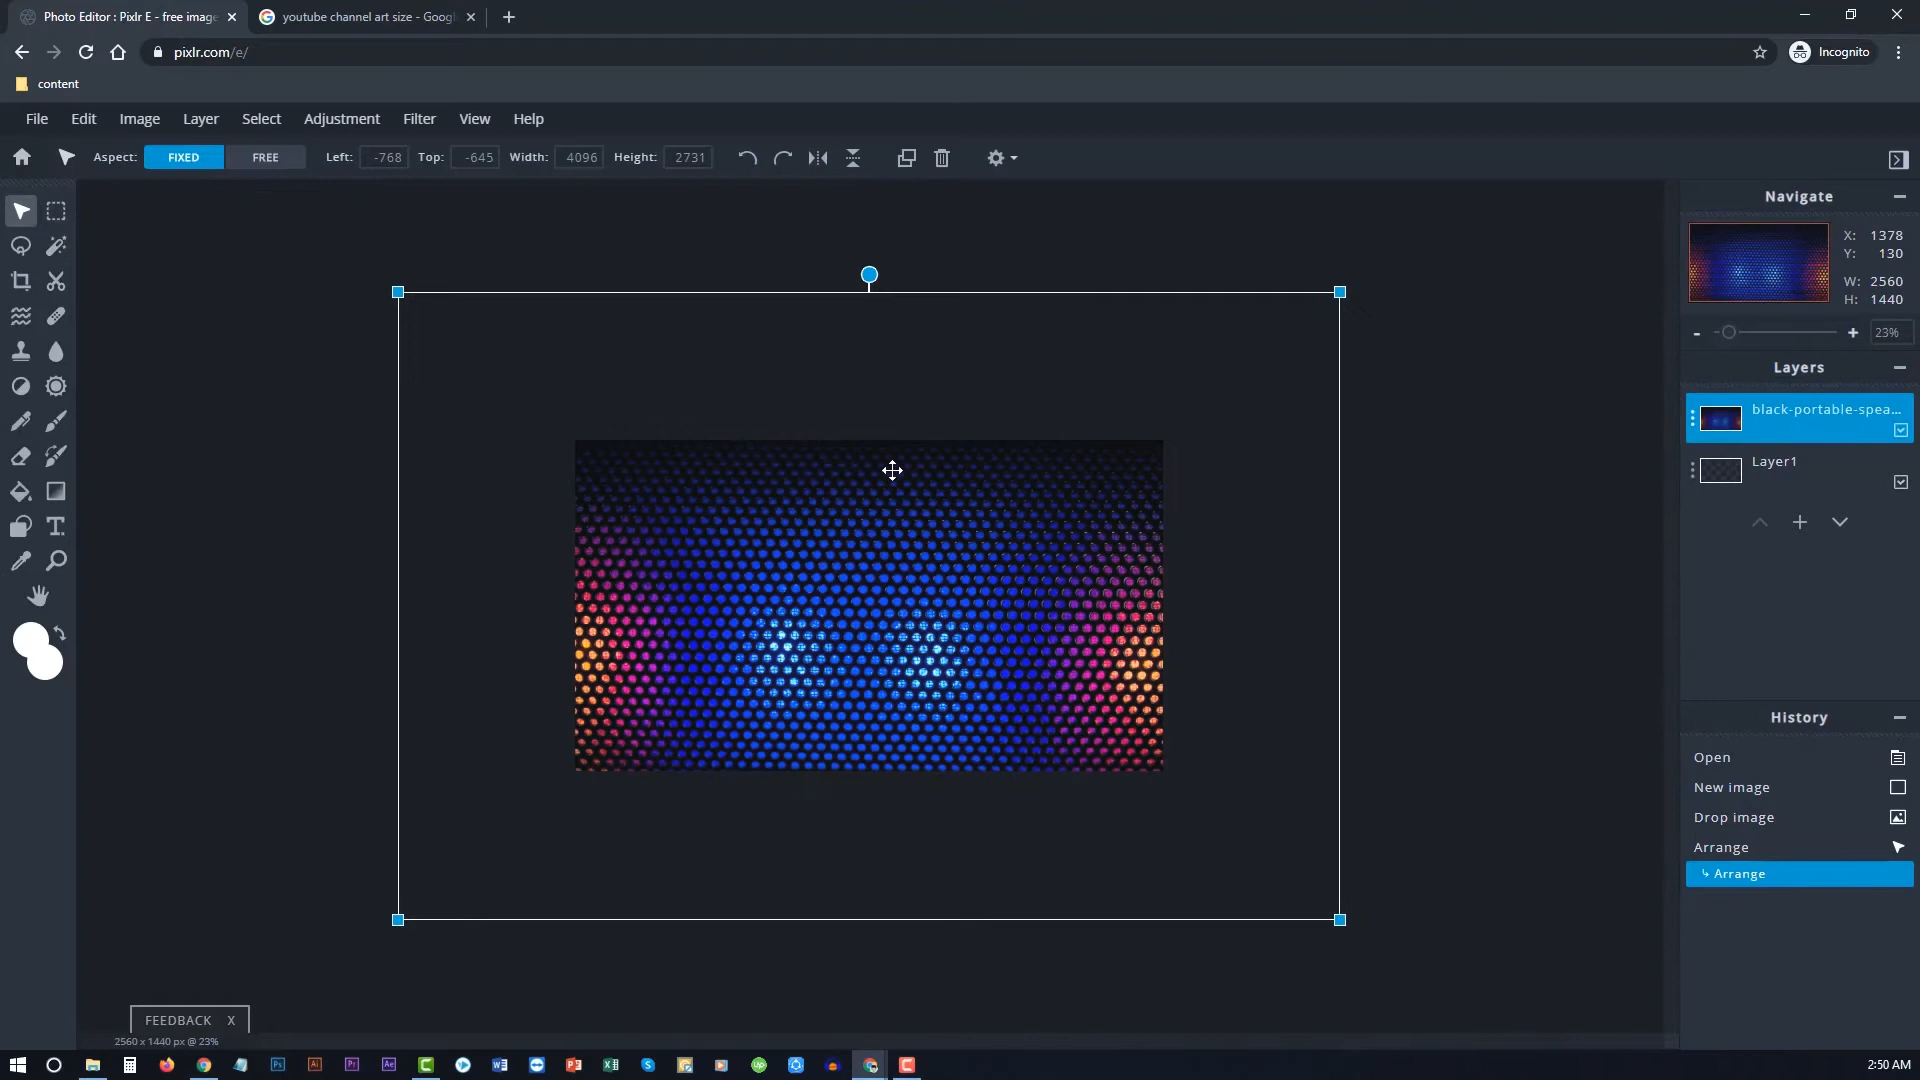 Photo Editor : Pixlr E - free image
youtube channel art size - Google
pixlr.com/e/
Incognito
content
File Edit Image Layer Select Adjustment Filter View Help
Aspect: FIXED FREE Left: -768 Top: -645 Width: 4096 Height: 2731
Navigate
X: 1378
Y: 130
W: 2560
H: 1440
- + 23%
Layers
black-portable-spea...
Layer1
History
Open
New image
Drop image
Arrange
Arrange
FEEDBACK X
2560 x 1440 px @ 23%
2:50 AM